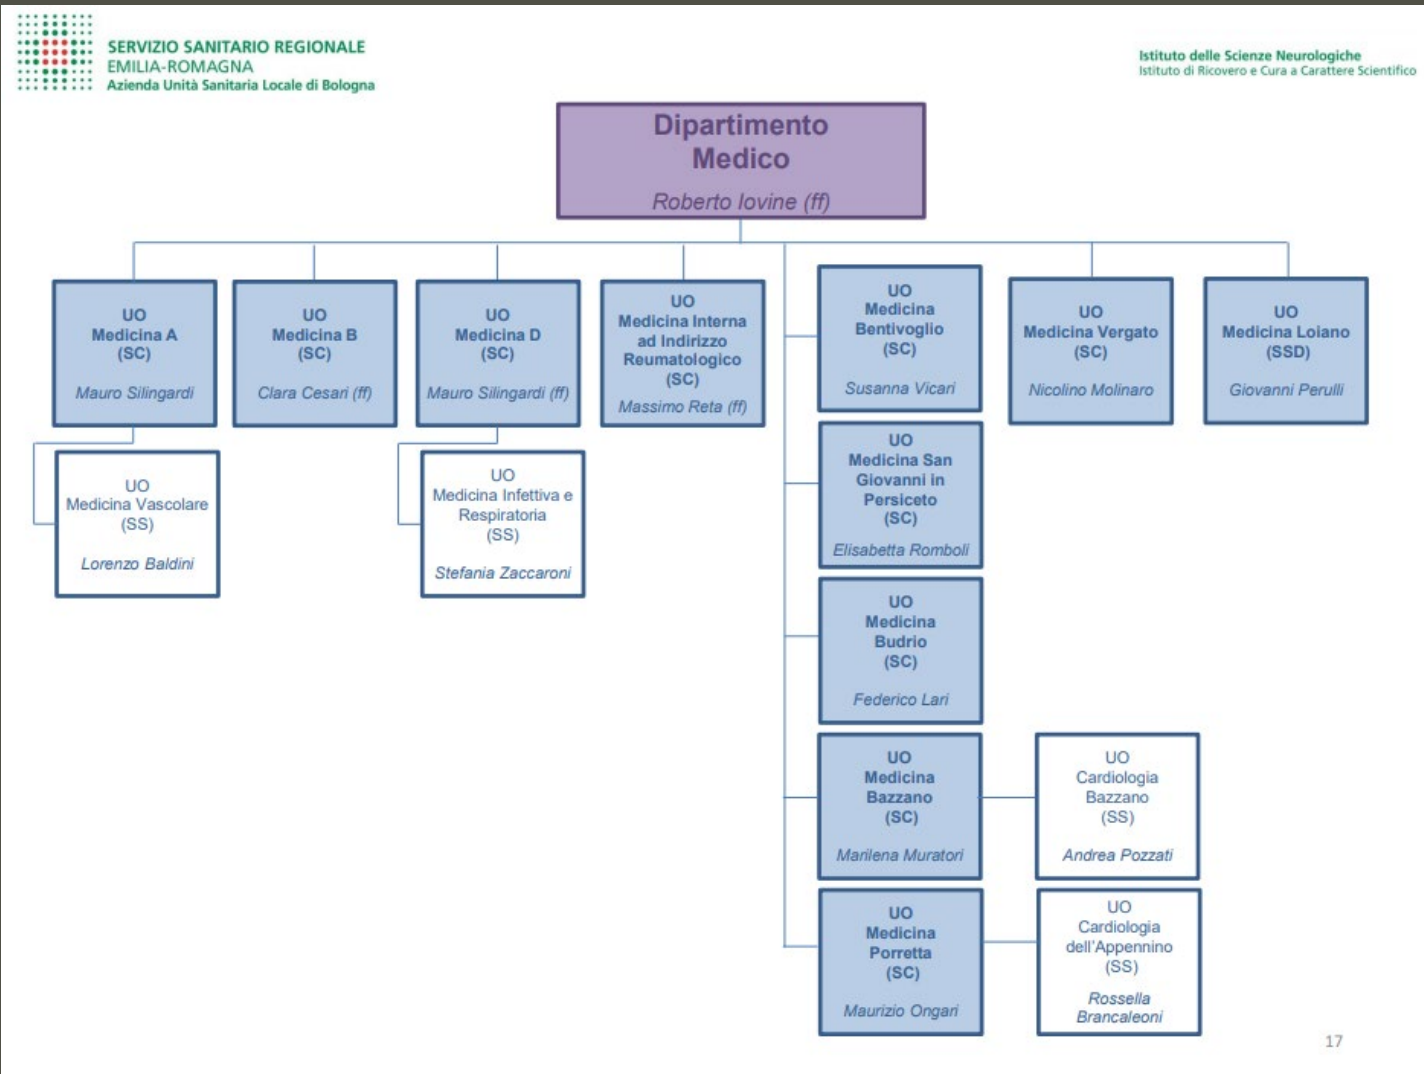 SERVIZIO SANITARIO REGIONALE
EMILIA-ROMAGNA
Azienda Unità Sanitaria Locale di Bologna
Istituto delle Scienze Neurologiche
Istituto di Ricovero e Cura a Carattere Scientifico
Dipartimento
Medico
Roberto Iovine (ff)
UO
Medicina A
(SC)
Mauro Silingardi
UO
Medicina B
(SC)
Clara Cesari (ff)
UO
Medicina D
(SC)
Mauro Silingardi (ff)
UO
Medicina Interna
ad Indirizzo
Reumatologico
(SC)
Massimo Reta (ff)
UO
Medicina
Bentivoglio
(SC)
Susanna Vicari
UO
Medicina Vergato
(SC)
Nicolino Molinaro
UO
Medicina Loiano
(SSD)
Giovanni Perulli
UO
Medicina Vascolare
(SS)
Lorenzo Baldini
UO
Medicina Infettiva e
Respiratoria
(SS)
Stefania Zaccaroni
UO
Medicina San
Giovanni in
Persiceto
(SC)
Elisabetta Romboli
UO
Medicina
Budrio
(SC)
Federico Lari
UO
Medicina
Bazzano
(SC)
Marilena Muratori
UO
Cardiologia
Bazzano
(SS)
Andrea Pozzati
UO
Medicina
Porretta
(SC)
Maurizio Ongari
UO
Cardiologia
dell'Appennino
(SS)
Rossella
Brancaleoni
17